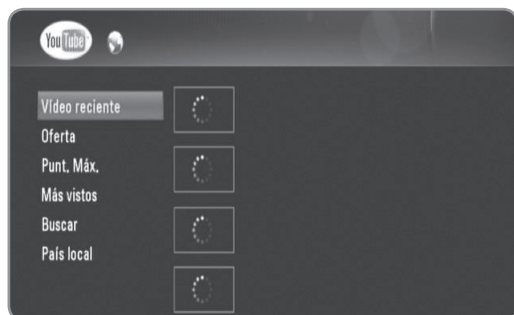 YouTube
Vídeo reciente
Oferta
Punt. Máx.
Más vistos
Buscar
País local